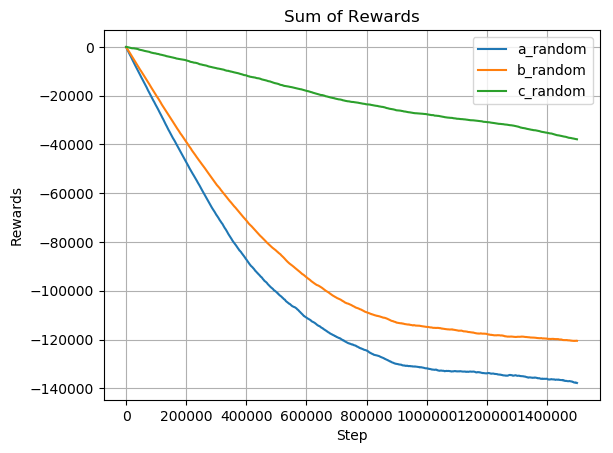 Sum of Rewards
0
−20000
−40000
−60000
−80000
−100000
−120000
−140000
Rewards
a_random
b_random
c_random
0 200000 400000 600000 800000 1000000 1200000 1400000
Step